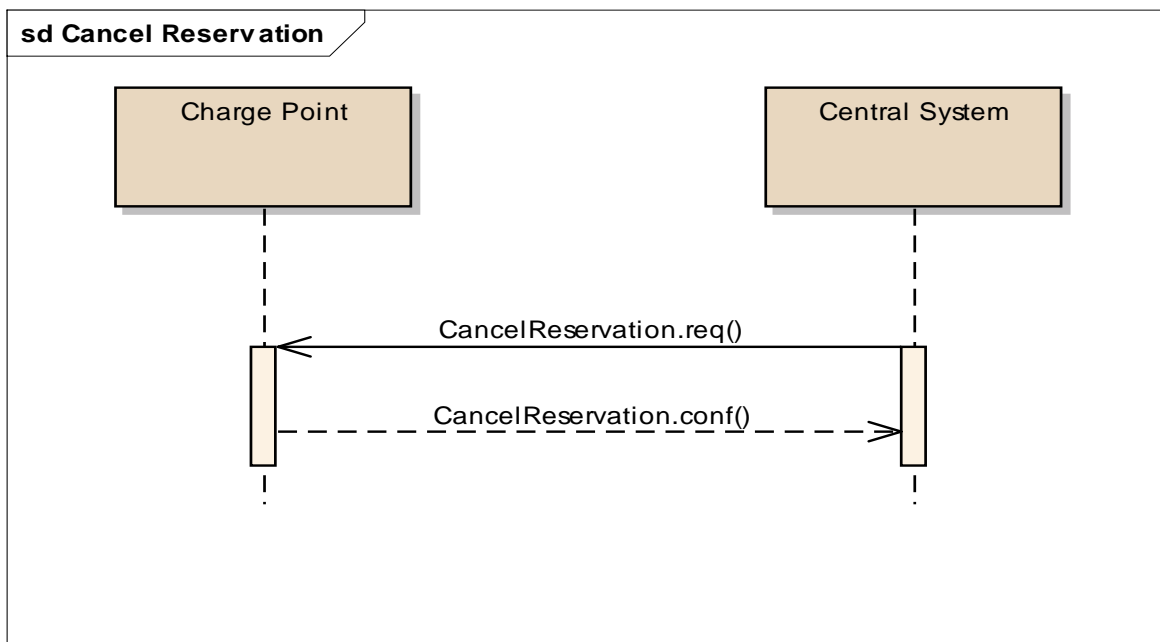 sd Cancel Reservation
Charge Point
Central System
CancelReservation.req()
CancelReservation.conf()